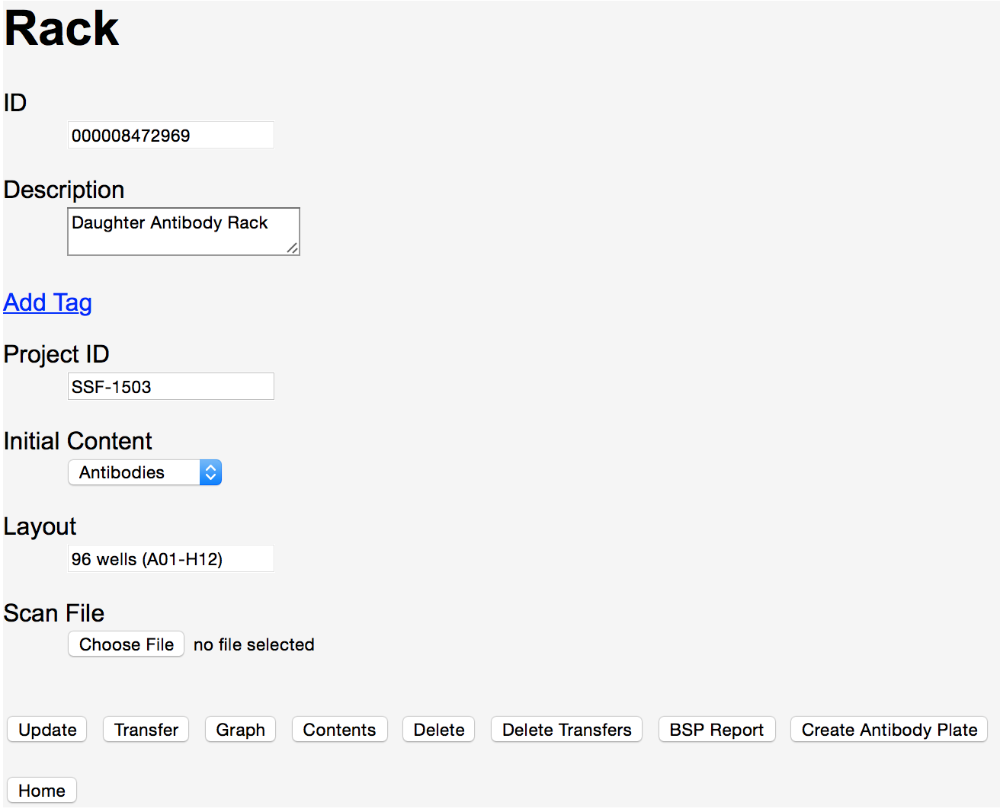 Rack
ID
000008472969
Description
Daughter Antibody Rack
Add Tag
Project ID
SSF-1503
Initial Content
Antibodies
Layout
96 wells (A01-H12)
Scan File
Choose File no file selected
Update Transfer Graph Contents Delete Delete Transfers BSP Report Create Antibody Plate
Home